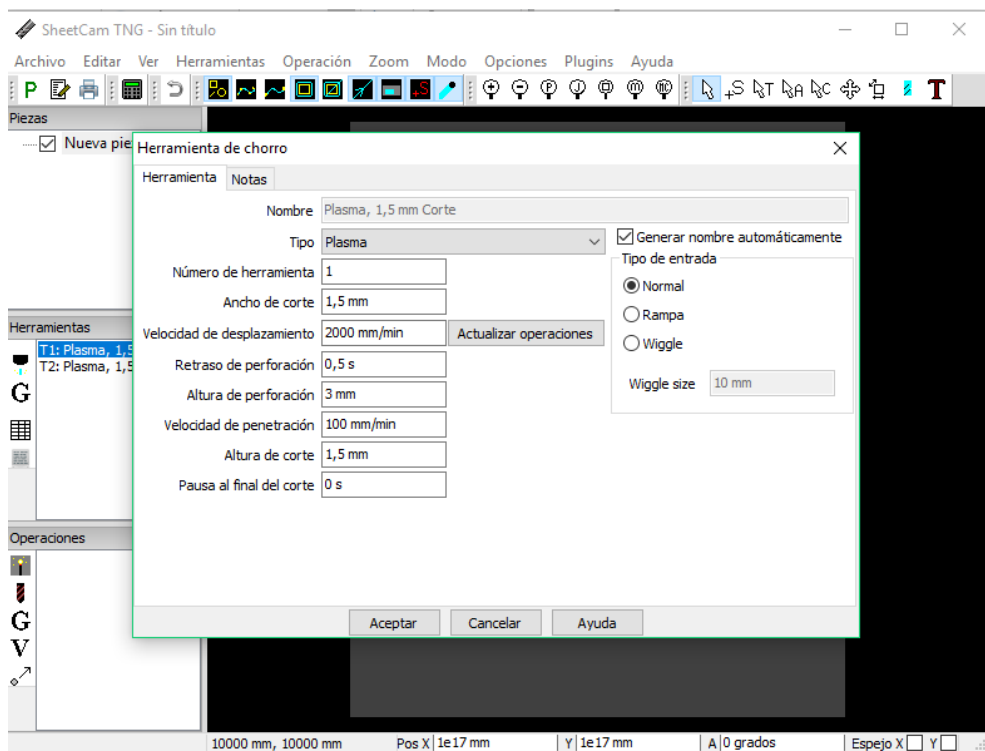 SheetCam TNG - Sin título
Archivo Editar Ver Herramientas Operación Zoom Modo Opciones Plugins Ayuda
P +S P J m mc +S T A C T
Piezas
Nueva pie
Herramienta de chorro
Herramienta Notas
Nombre Plasma, 1,5 mm Corte
Tipo Plasma
Generar nombre automáticamente
Número de herramienta 1
Ancho de corte 1,5 mm
Velocidad de desplazamiento 2000 mm/min Actualizar operaciones
Retraso de perforación 0,5 s
Altura de perforación 3 mm
Velocidad de penetración 100 mm/min
Altura de corte 1,5 mm
Pausa al final del corte 0 s
Tipo de entrada
Normal
Rampa
Wiggle
Wiggle size 10 mm
Aceptar Cancelar Ayuda
Herramientas
T1: Plasma, 1,5
T2: Plasma, 1,5
G
Operaciones
G
V
10000 mm, 10000 mm Pos X 1e17 mm Y 1e17 mm A 0 grados Espejo X Y